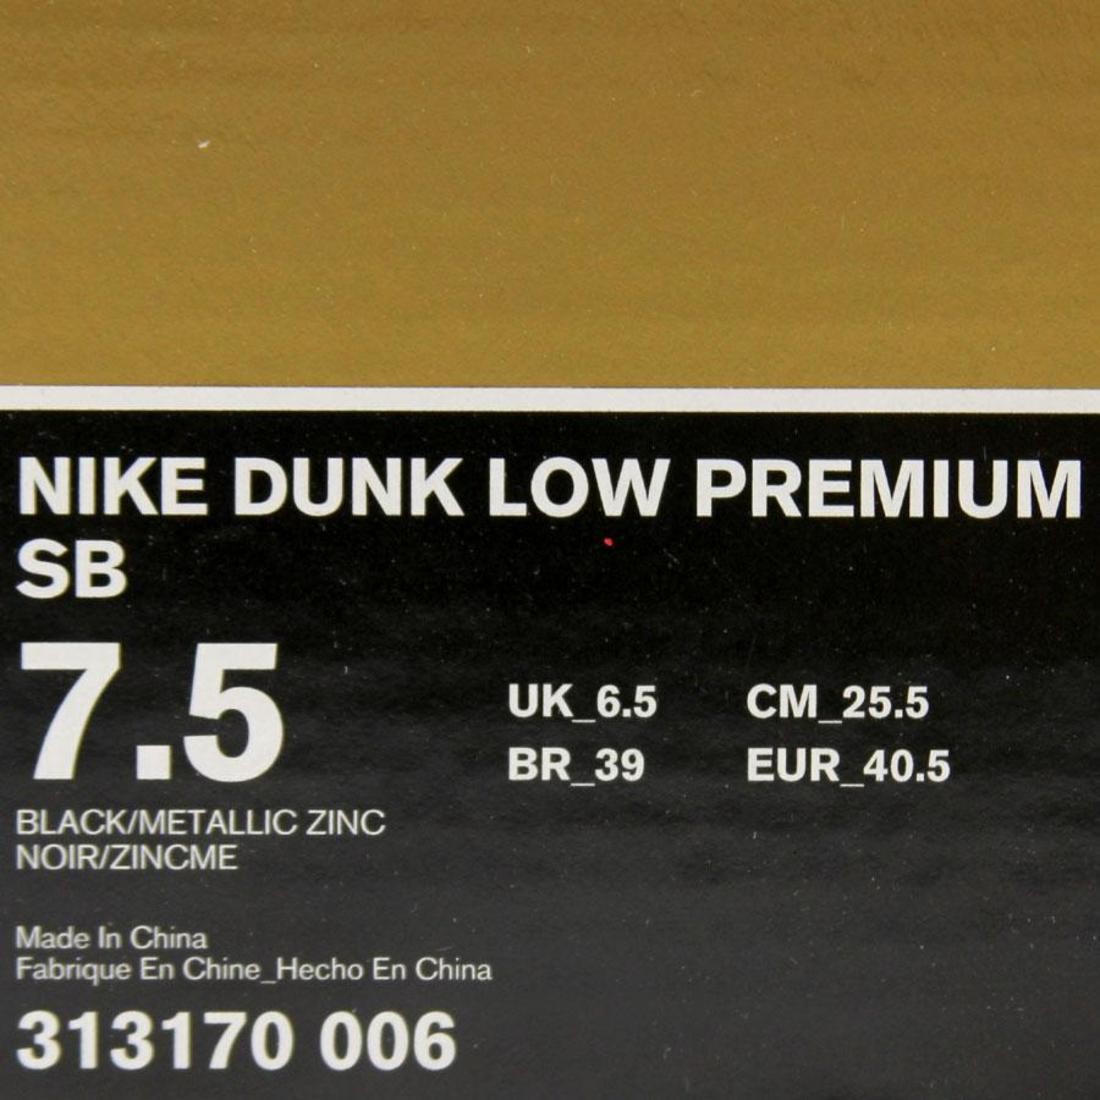 NIKE DUNK LOW PREMIUM
SB
7.5
UK_6.5 CM_25.5
BR_39 EUR_40.5
BLACK/METALLIC ZINC
NOIR/ZINCME
Made In China
Fabrique En Chine_Hecho En China
313170 006